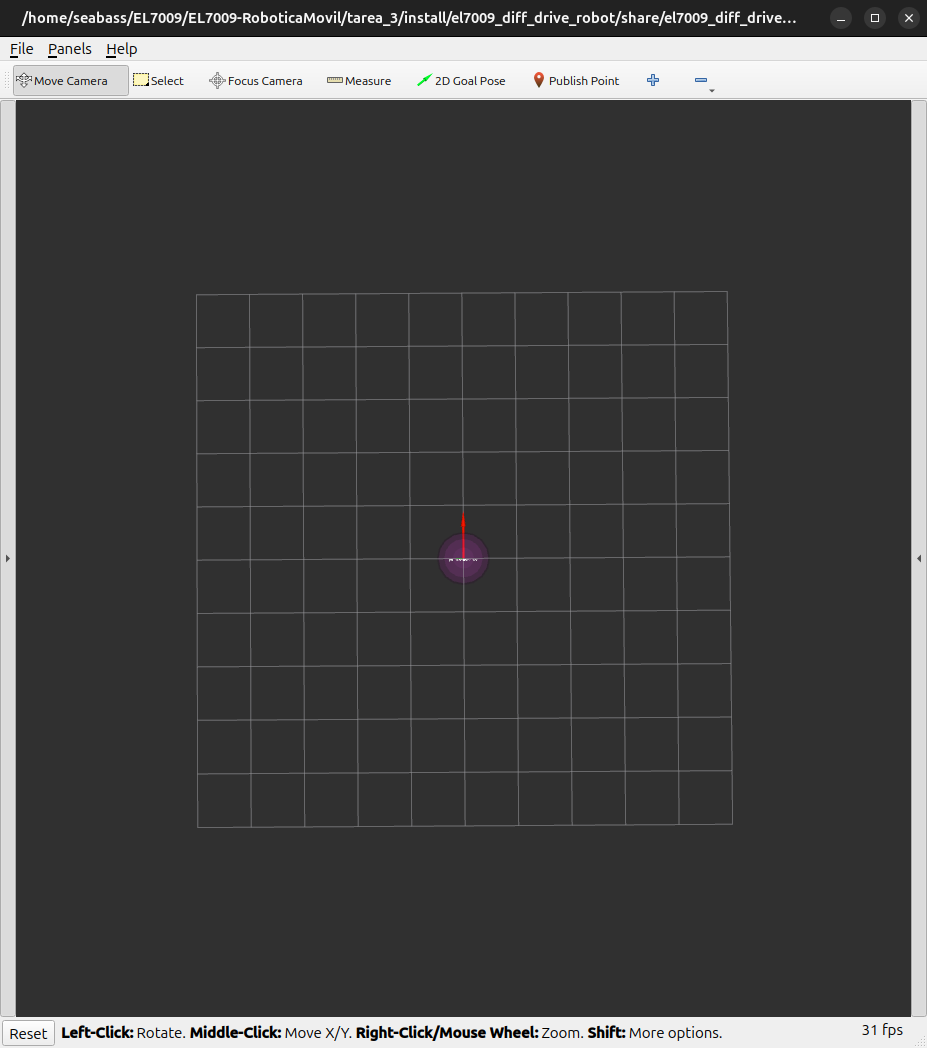 /home/seabass/EL7009/EL7009-RoboticaMovil/tarea_3/install/el7009_diff_drive_robot/share/el7009_diff_drive...
File Panels Help
Move Camera Select Focus Camera Measure 2D Goal Pose Publish Point
Reset Left-Click: Rotate. Middle-Click: Move X/Y. Right-Click/Mouse Wheel: Zoom. Shift: More options. 31 fps